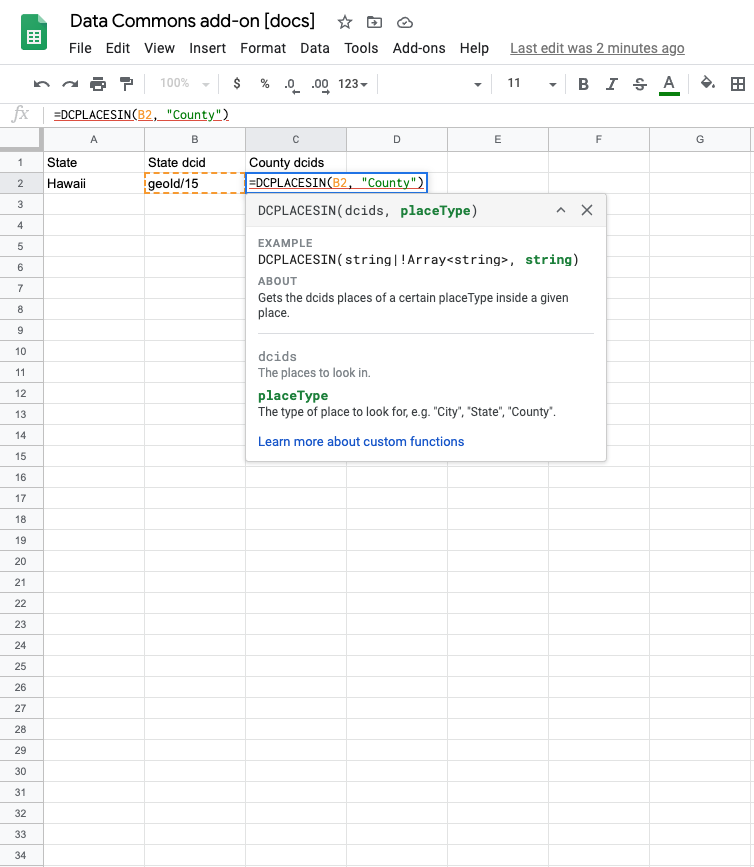 Data Commons add-on [docs]
File Edit View Insert Format Data Tools Add-ons Help Last edit was 2 minutes ago
100% $ % .0 .00 123 11 B I S A
fx =DCPLACESIN(B2, "County")
A B C D E F G
1 State State dcid County dcids
2 Hawaii geoId/15 =DCPLACESIN(B2, "County")
3
DCPLACESIN(dcids, placeType)
4
EXAMPLE
5
DCPLACESIN(string|!Array<string>, string)
6
ABOUT
7
Gets the dcids places of a certain placeType inside a given
8
place.
9
10
dcids
11
The places to look in.
12
placeType
13
The type of place to look for, e.g. "City", "State", "County".
14
Learn more about custom functions
15
16
17
18
19
20
21
22
23
24
25
26
27
28
29
30
31
32
33
34